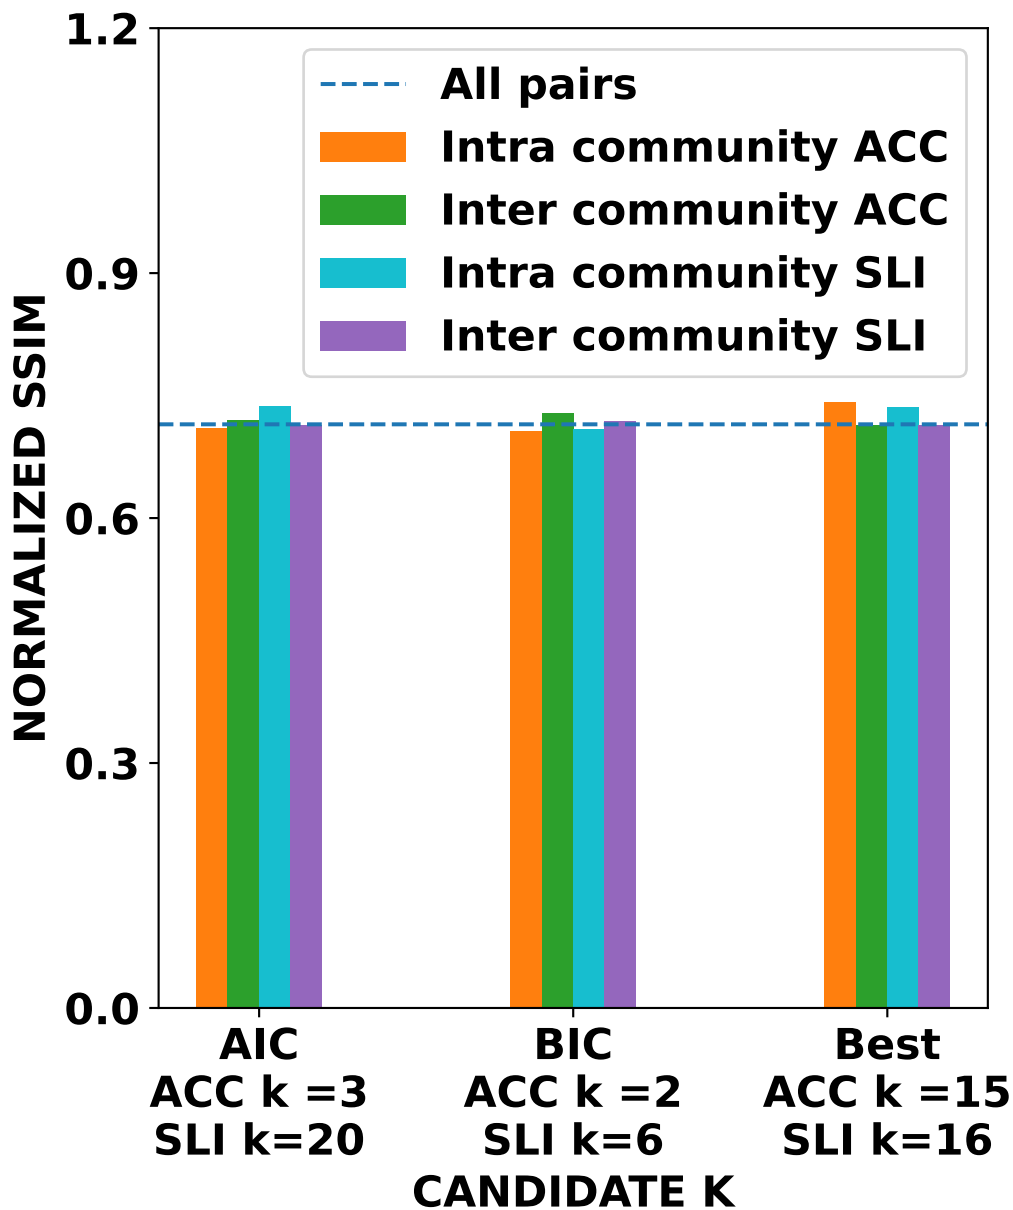 NORMALIZED SSIM
1.2
0.9
0.6
0.3
0.0
All pairs
Intra community ACC
Inter community ACC
Intra community SLI
Inter community SLI
AIC
ACC k =3
SLI k=20
BIC
ACC k =2
SLI k=6
Best
ACC k =15
SLI k=16
CANDIDATE K